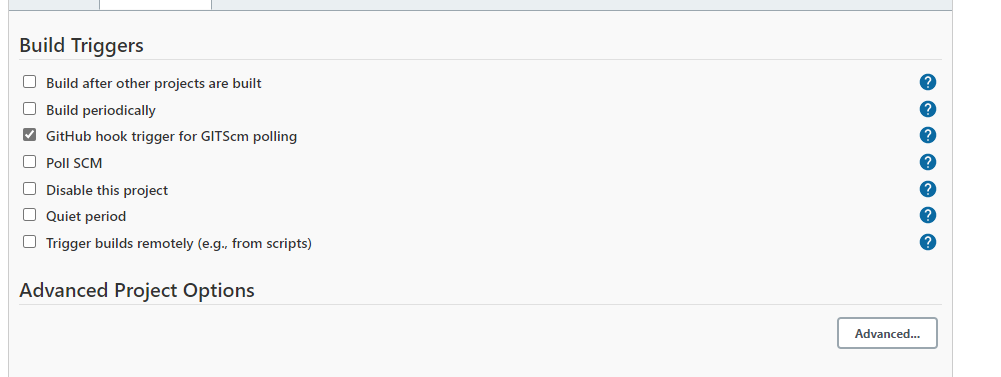 Build Triggers
Build after other projects are built
?
Build periodically
?
GitHub hook trigger for GITScm polling
?
Poll SCM
?
Disable this project
?
Quiet period
?
Trigger builds remotely (e.g., from scripts)
?
Advanced Project Options
Advanced...